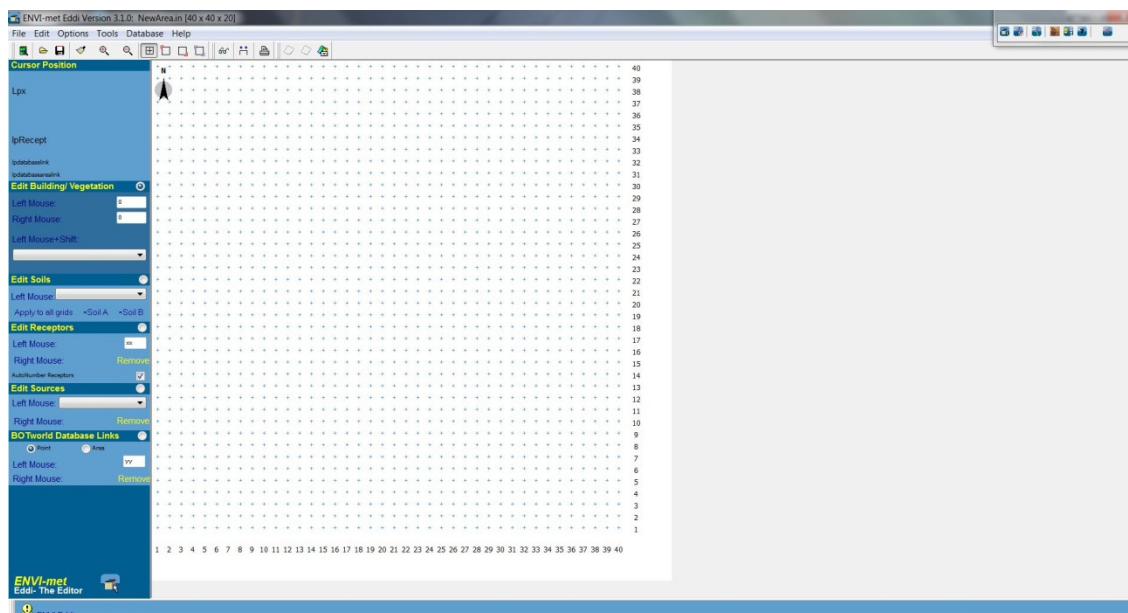 ENVI-met Eddi Version 3.1.0: NewArea.in [40 x 40 x 20]
File Edit Options Tools Database Help
Cursor Position
Lpx
lpRecept
lpdatabaselink
lpdatabasearealink
Edit Building/ Vegetation
Left Mouse: 0
Right Mouse: 0
Left Mouse+Shift:
Edit Soils
Left Mouse:
Apply to all grids •Soil A •Soil B
Edit Receptors
Left Mouse: xx
Right Mouse: Remove
AutoNumber Receptors
Edit Sources
Left Mouse:
Right Mouse: Remove
BOTworld Database Links
Point Area
Left Mouse: yy
Right Mouse: Remove
ENVI-met
Eddi- The Editor
N
40
39
38
37
36
35
34
33
32
31
30
29
28
27
26
25
24
23
22
21
20
19
18
17
16
15
14
13
12
11
10
9
8
7
6
5
4
3
2
1
1 2 3 4 5 6 7 8 9 10 11 12 13 14 15 16 17 18 19 20 21 22 23 24 25 26 27 28 29 30 31 32 33 34 35 36 37 38 39 40